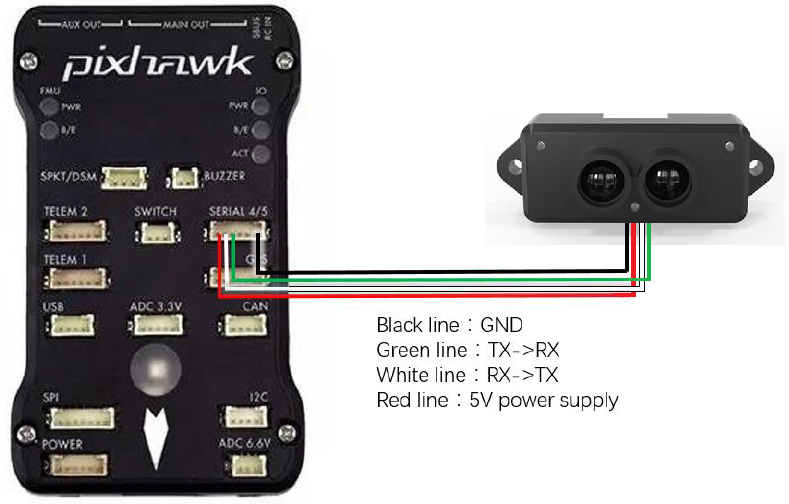 AUX OUT
MAIN OUT
SBUS
RC IN
pixhawk
FMU
IO
PWR
PWR
B/E
B/E
ACT
SPKT/DSM
BUZZER
TELEM 2
SWITCH
SERIAL 4/5
TELEM 1
GPS
USB
ADC 3.3V
CAN
Black line：GND
Green line：TX->RX
White line：RX->TX
Red line：5V power supply
SPI
I2C
POWER
ADC 6.6V